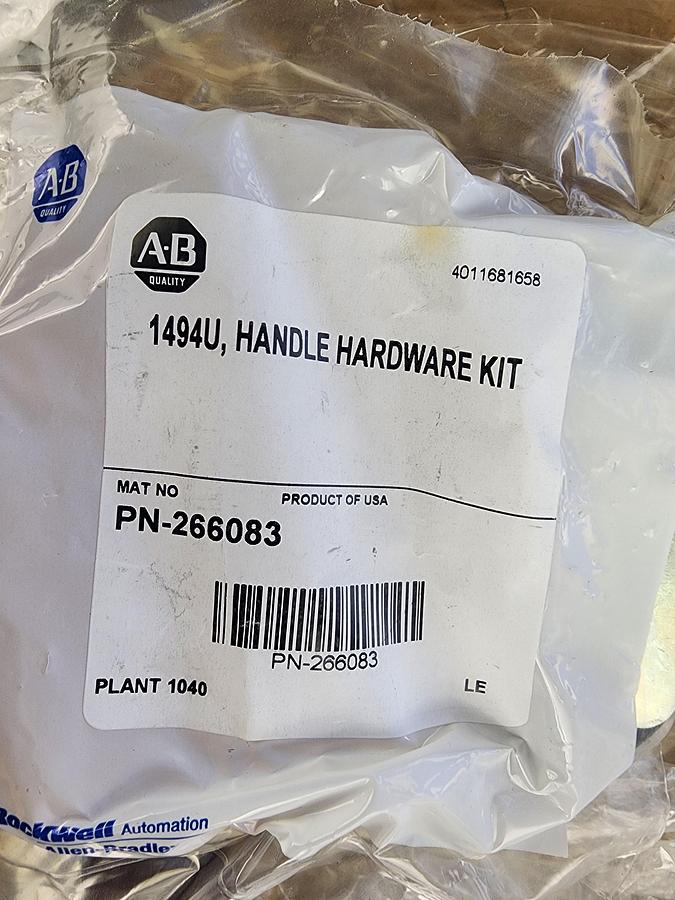 A-B
QUALITY
A-B
QUALITY
4011681658
1494U, HANDLE HARDWARE KIT
MAT NO
PRODUCT OF USA
PN-266083
PN-266083
PLANT 1040
LE
Rockwell Automation
Allen-Bradley